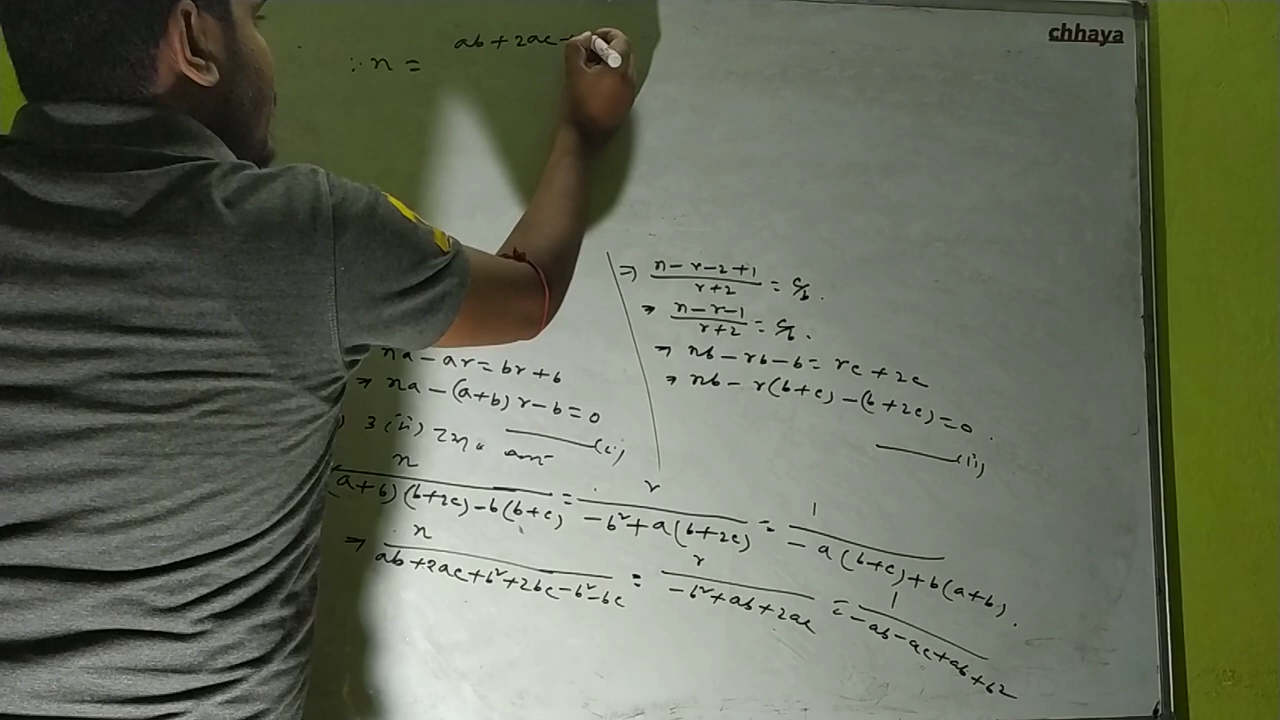 chhaya
∵ n = ab + 2ac +
⇒ (n-r-2+1)/(r+2) = c/b.
⇒ (n-r-1)/(r+2) = c/b.
⇒ nb - rb - b = rc + 2c
⇒ nb - r(b+c) - (b+2c) = 0.
(ii)
na - ar = br + b
⇒ na - (a+b) r - b = 0
(i)
n/((a+b)(b+2c) - b(b+c)) = r/(-b² + a(b+2c)) = 1/(-a(b+c) + b(a+b)).
⇒ n/(ab + 2ac + b² + 2bc - b² - bc) = r/(-b² + ab + 2ac) = 1/(-ab - ac + ab + b2)